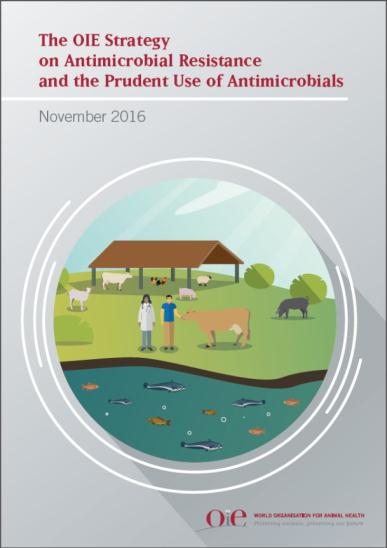 The OIE Strategy
on Antimicrobial Resistance
and the Prudent Use of Antimicrobials
November 2016
oie WORLD ORGANISATION FOR ANIMAL HEALTH
Protecting animals, preserving our future